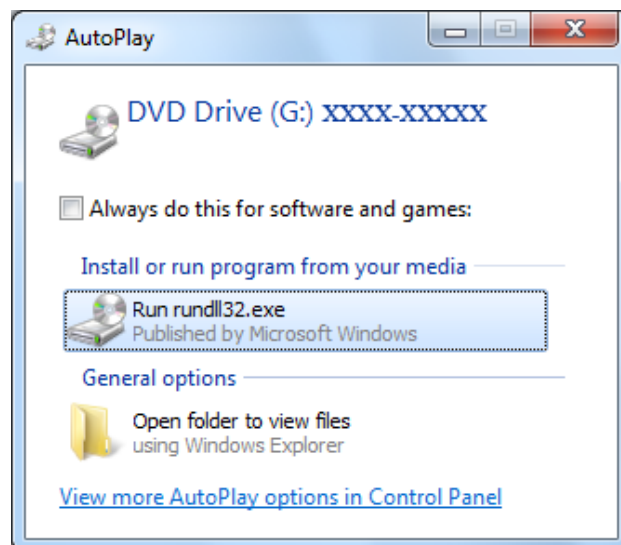 AutoPlay
DVD Drive (G:) XXXX-XXXXX
Always do this for software and games:
Install or run program from your media
Run rundll32.exe
Published by Microsoft Windows
General options
Open folder to view files
using Windows Explorer
View more AutoPlay options in Control Panel